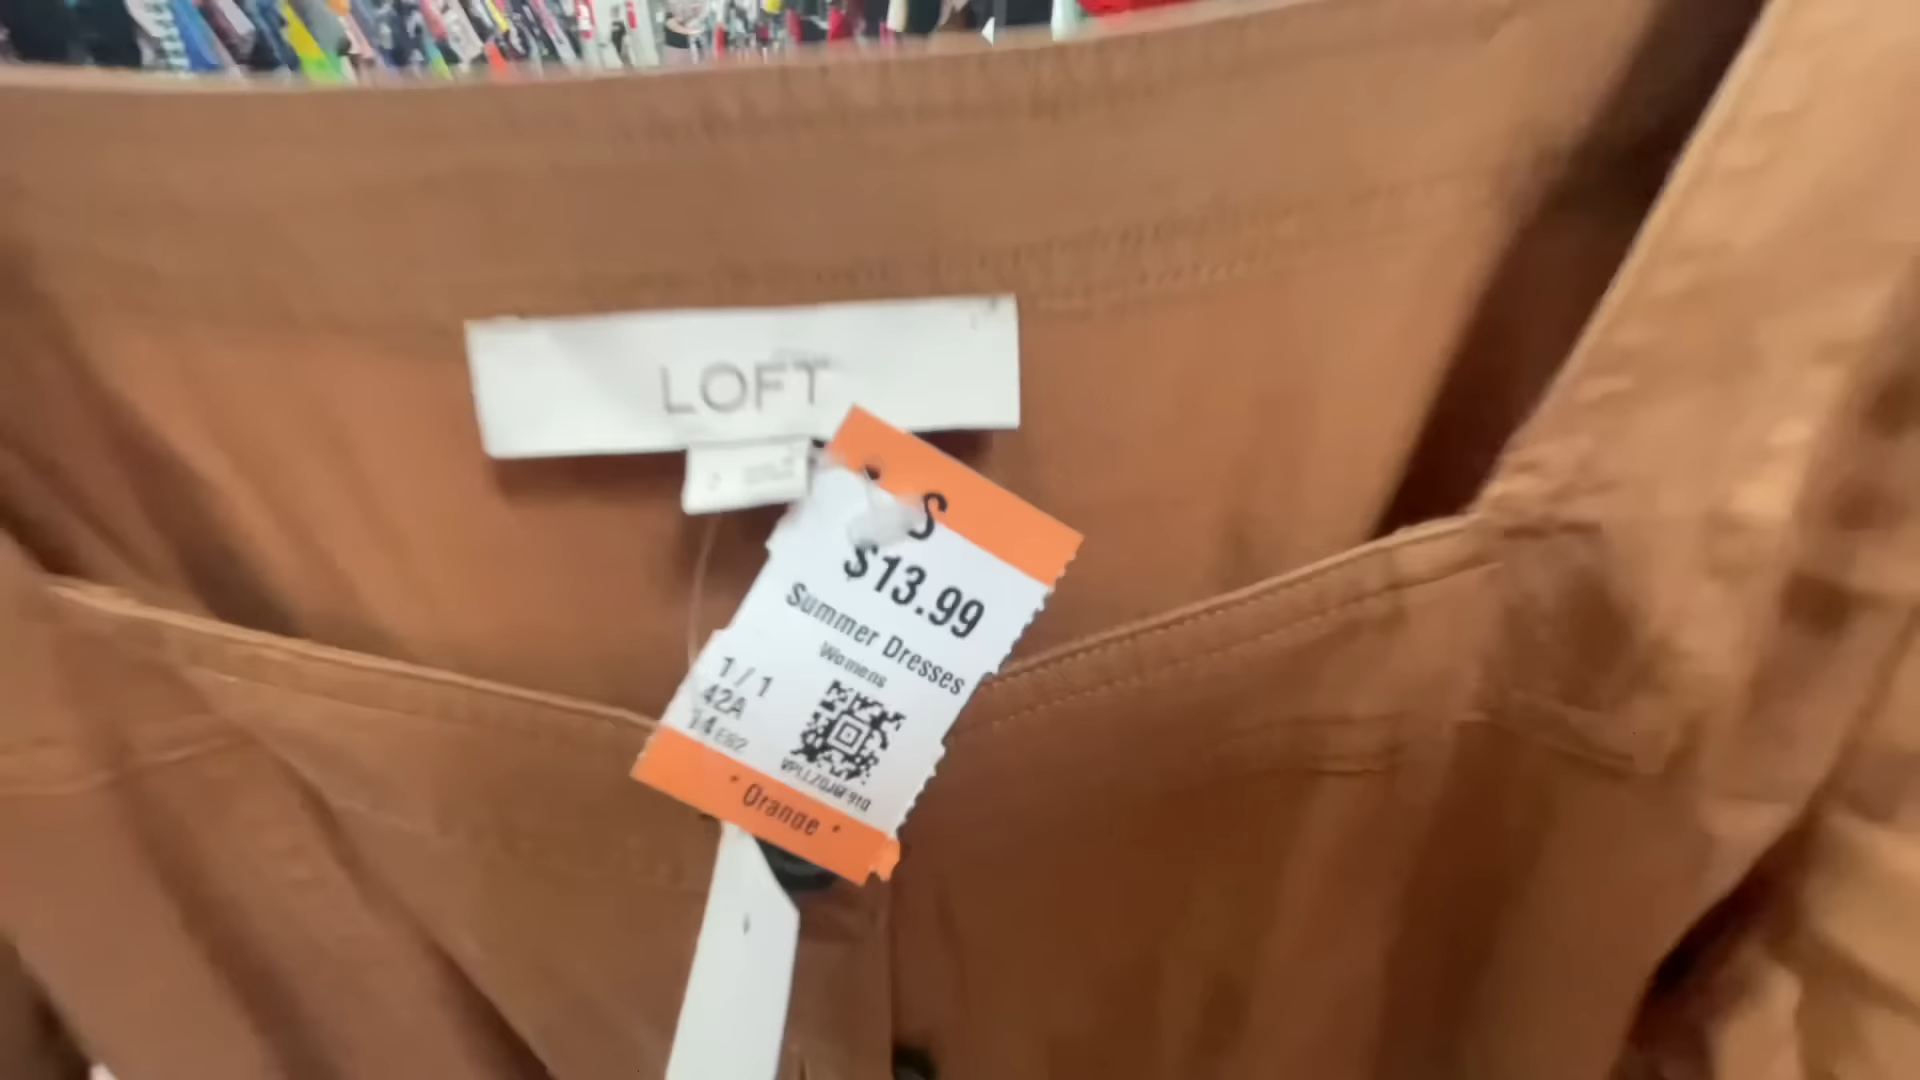 LOFT
S
$13.99
Summer Dresses
Womens
1/1
42A
* Orange *